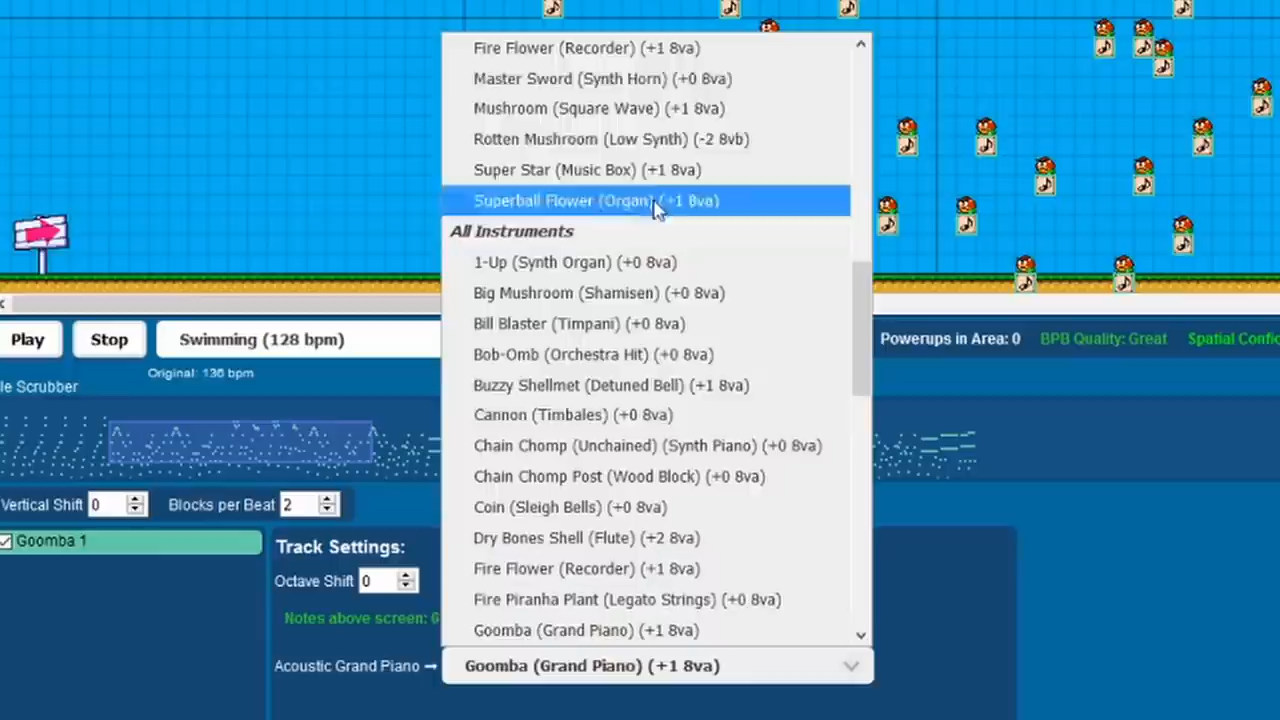 Fire Flower (Recorder) (+1 8va)
Master Sword (Synth Horn) (+0 8va)
Mushroom (Square Wave) (+1 8va)
Rotten Mushroom (Low Synth) (-2 8vb)
Super Star (Music Box) (+1 8va)
Superball Flower (Organ) (+1 8va)
All Instruments
1-Up (Synth Organ) (+0 8va)
Big Mushroom (Shamisen) (+0 8va)
Bill Blaster (Timpani) (+0 8va)
Bob-Omb (Orchestra Hit) (+0 8va)
Buzzy Shellmet (Detuned Bell) (+1 8va)
Cannon (Timbales) (+0 8va)
Chain Chomp (Unchained) (Synth Piano) (+0 8va)
Chain Chomp Post (Wood Block) (+0 8va)
Coin (Sleigh Bells) (+0 8va)
Dry Bones Shell (Flute) (+2 8va)
Fire Flower (Recorder) (+1 8va)
Fire Piranha Plant (Legato Strings) (+0 8va)
Goomba (Grand Piano) (+1 8va)
Goomba (Grand Piano) (+1 8va)
Play Stop Swimming (128 bpm)
Original: 136 bpm
Powerups in Area: 0 BPB Quality: Great Spatial Confic
le Scrubber
Vertical Shift 0 Blocks per Beat 2
Goomba 1
Track Settings:
Octave Shift 0
Notes above screen:
Acoustic Grand Piano →